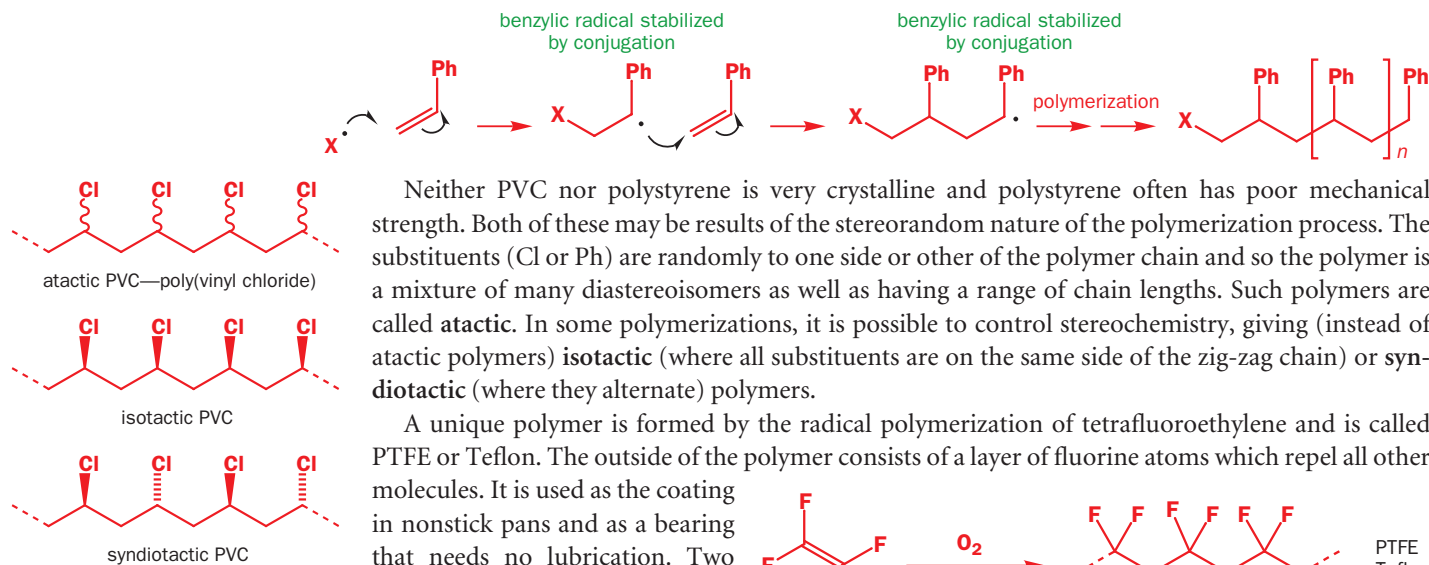 benzylic radical stabilized
by conjugation
benzylic radical stabilized
by conjugation
Ph
X
Ph
Ph
X
Ph
Ph
X
polymerization
Ph
Ph
Ph
X
n
Cl Cl Cl Cl
atactic PVC—poly(vinyl chloride)
Cl Cl Cl Cl
isotactic PVC
Cl Cl Cl Cl
syndiotactic PVC
Neither PVC nor polystyrene is very crystalline and polystyrene often has poor mechanical
strength. Both of these may be results of the stereorandom nature of the polymerization process. The
substituents (Cl or Ph) are randomly to one side or other of the polymer chain and so the polymer is
a mixture of many diastereoisomers as well as having a range of chain lengths. Such polymers are
called atactic. In some polymerizations, it is possible to control stereochemistry, giving (instead of
atactic polymers) isotactic (where all substituents are on the same side of the zig-zag chain) or syn-
diotactic (where they alternate) polymers.
A unique polymer is formed by the radical polymerization of tetrafluoroethylene and is called
PTFE or Teflon. The outside of the polymer consists of a layer of fluorine atoms which repel all other
molecules. It is used as the coating
in nonstick pans and as a bearing
that needs no lubrication. Two
F
F
F
O2
F F F F F F
PTFE